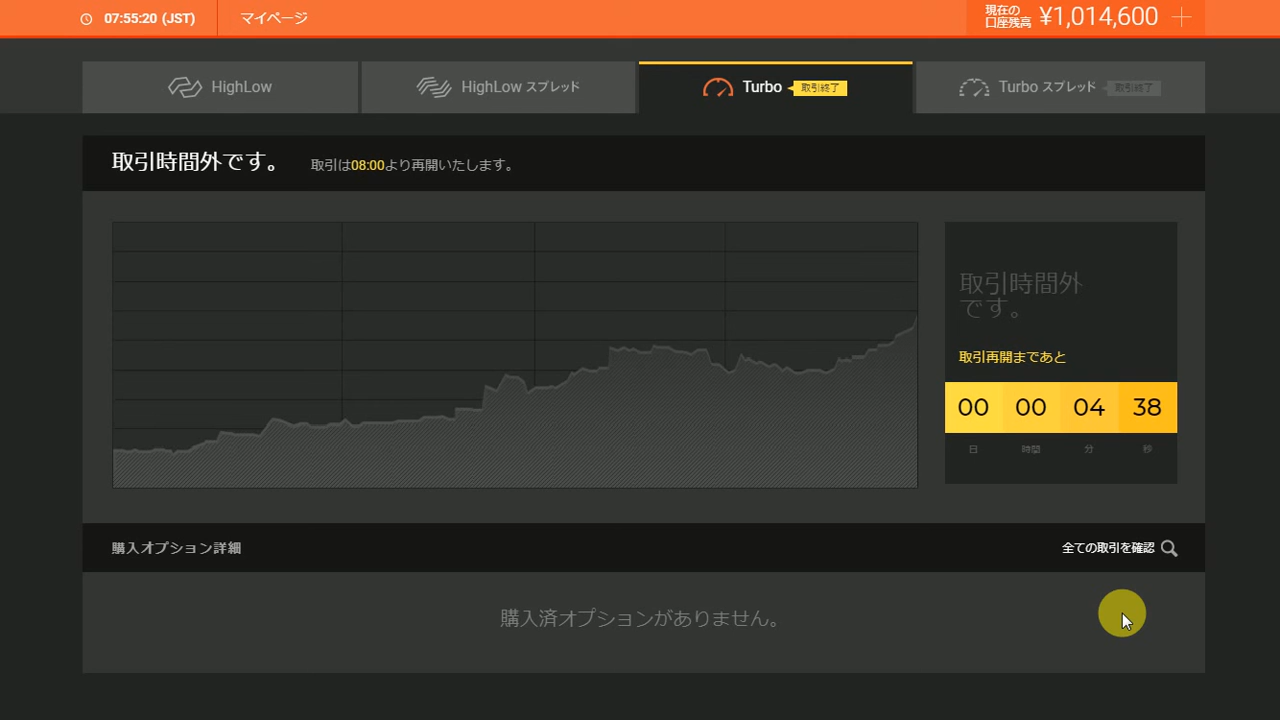 07:55:20 (JST)
マイページ
現在の
口座残高
¥1,014,600
HighLow
HighLow スプレッド
Turbo
取引終了
Turbo スプレッド
取引終了
取引時間外です。
取引は08:00より再開いたします。
取引時間外
です。
取引再開まであと
00 00 04 38
日 時間 分 秒
購入オプション詳細
全ての取引を確認
購入済オプションがありません。